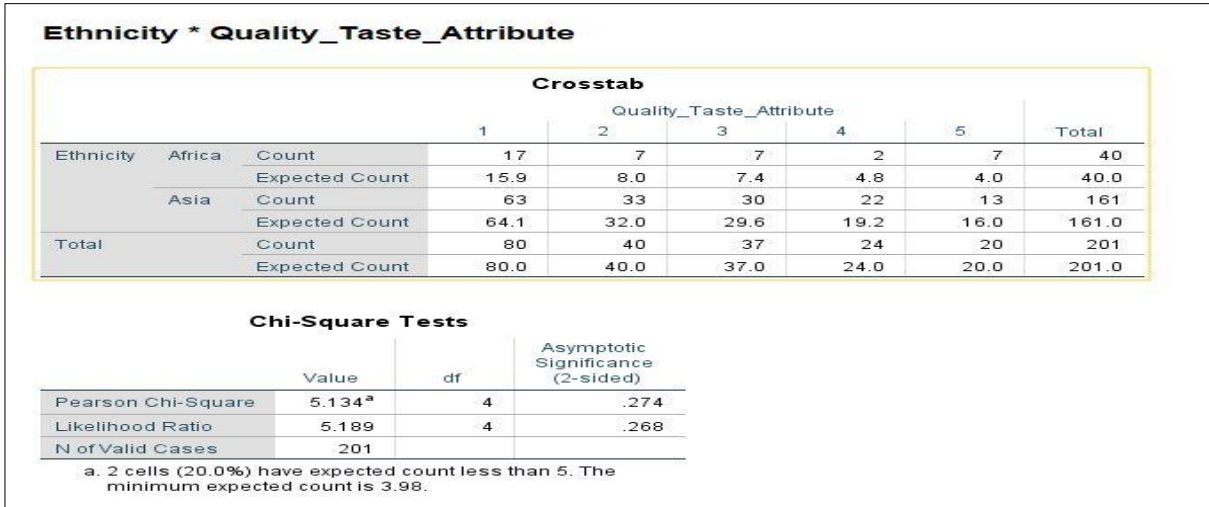 Ethnicity * Quality_Taste_Attribute
Crosstab
Quality_Taste_Attribute
1 2 3 4 5 Total
Ethnicity Africa Count 17 7 7 2 7 40
Expected Count 15.9 8.0 7.4 4.8 4.0 40.0
Asia Count 63 33 30 22 13 161
Expected Count 64.1 32.0 29.6 19.2 16.0 161.0
Total Count 80 40 37 24 20 201
Expected Count 80.0 40.0 37.0 24.0 20.0 201.0
Chi-Square Tests
Value df Asymptotic Significance (2-sided)
Pearson Chi-Square 5.134a 4 .274
Likelihood Ratio 5.189 4 .268
N of Valid Cases 201
a. 2 cells (20.0%) have expected count less than 5. The
minimum expected count is 3.98.